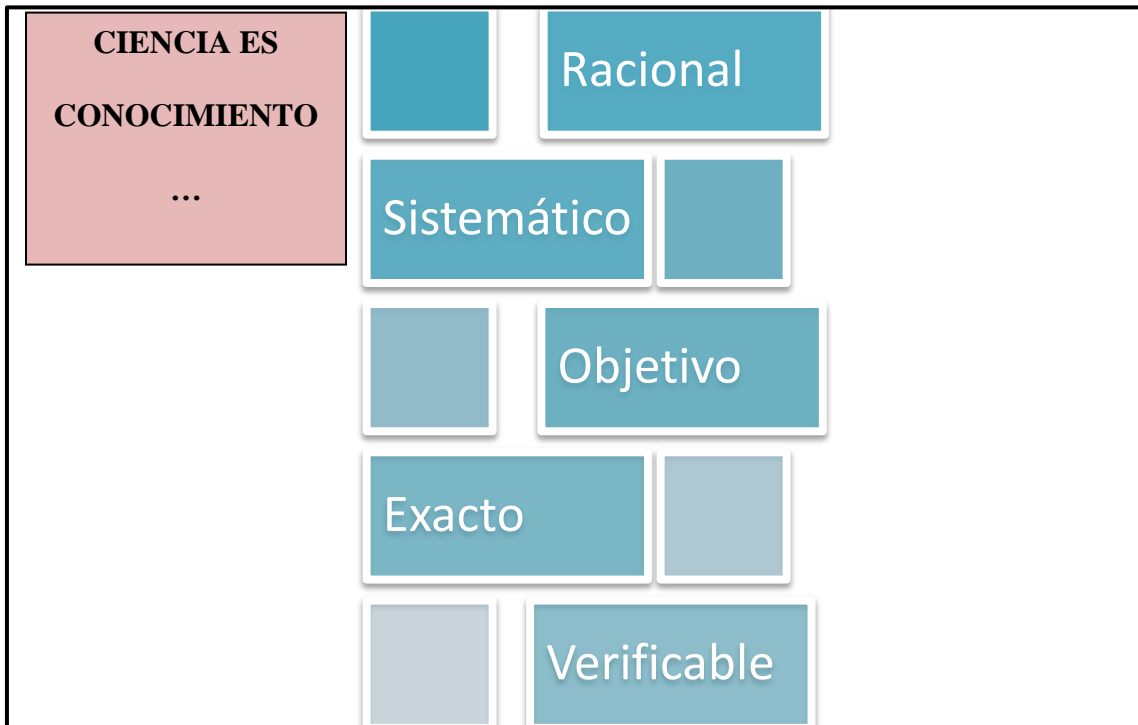 CIENCIA ES
CONOCIMIENTO
...
Racional
Sistemático
Objetivo
Exacto
Verificable